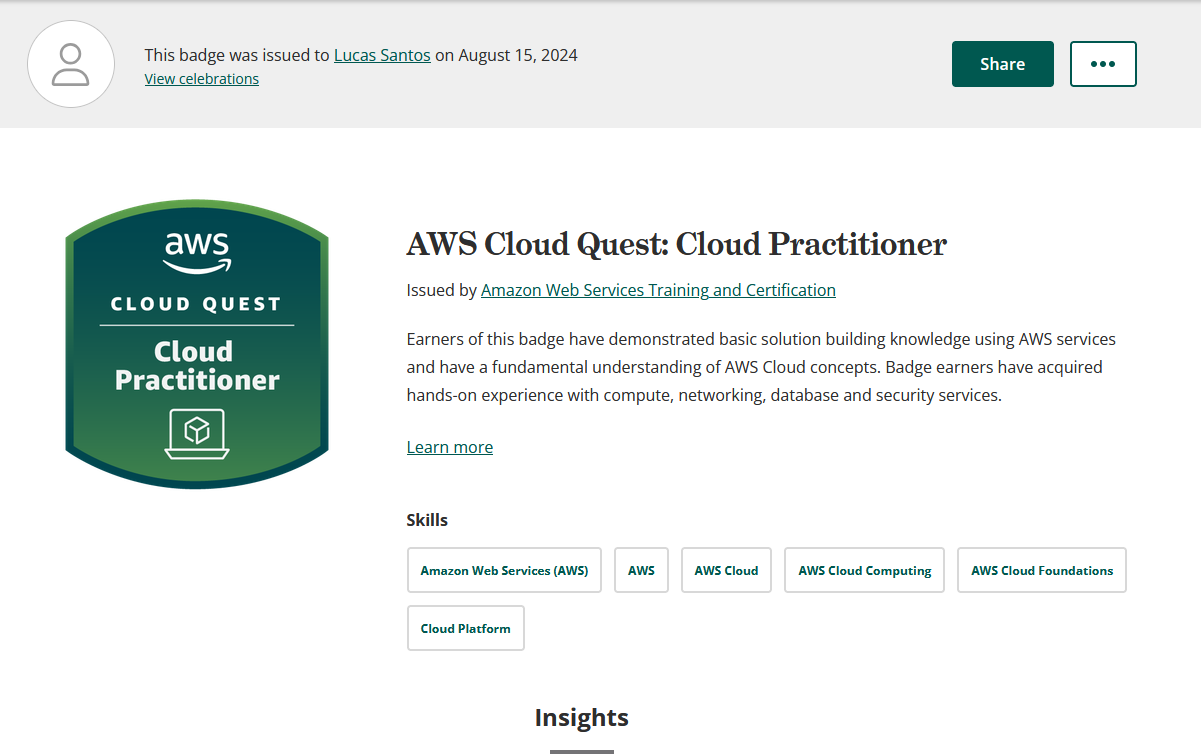 This badge was issued to Lucas Santos on August 15, 2024
View celebrations
Share
aws
CLOUD QUEST
Cloud
Practitioner
AWS Cloud Quest: Cloud Practitioner
Issued by Amazon Web Services Training and Certification
Earners of this badge have demonstrated basic solution building knowledge using AWS services
and have a fundamental understanding of AWS Cloud concepts. Badge earners have acquired
hands-on experience with compute, networking, database and security services.
Learn more
Skills
Amazon Web Services (AWS) AWS AWS Cloud AWS Cloud Computing AWS Cloud Foundations
Cloud Platform
Insights